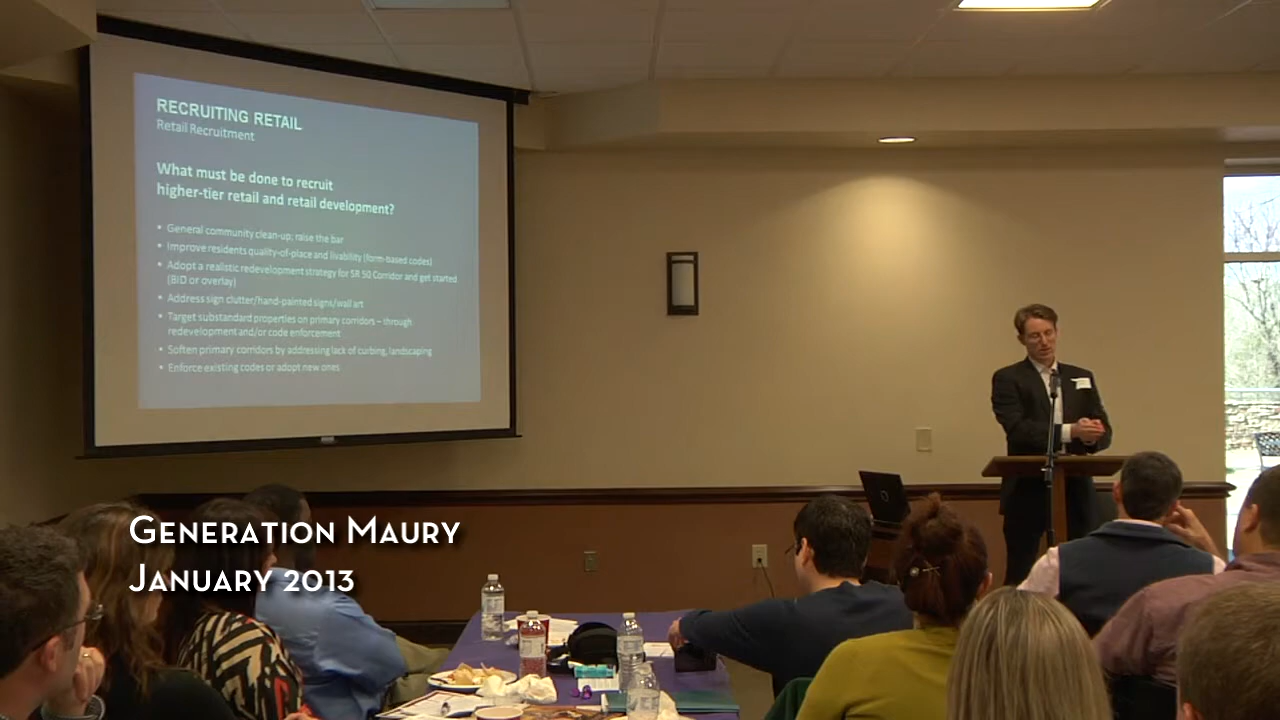 RECRUITING RETAIL
Retail Recruitment
What must be done to recruit
higher-tier retail and retail development?
• General community clean-up; raise the bar
• Improve residents quality-of-place and livability (form-based codes)
• Adopt a realistic redevelopment strategy for SR 50 Corridor and get started
(BID or overlay)
• Address sign clutter/hand-painted signs/wall art
• Target substandard properties on primary corridors – through
redevelopment and/or code enforcement
• Soften primary corridors by addressing lack of curbing, landscaping
• Enforce existing codes or adopt new ones
Generation Maury
January 2013